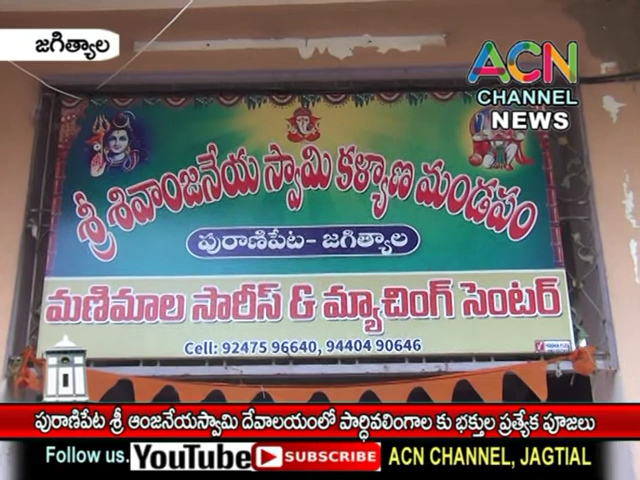 జగిత్యాల
ACN
CHANNEL
NEWS
శ్రీ శివాంజనేయ స్వామి కళ్యాణ మండపం
పురాణిపేట - జగిత్యాల
మణిమాల సారీస్ & మ్యాచింగ్ సెంటర్
Cell: 92475 96640, 94404 90646
పురాణిపేట శ్రీ ఆంజనేయస్వామి దేవాలయంలో పార్థివలింగాల కు భక్తుల ప్రత్యేక పూజలు
Follow us. YouTube SUBSCRIBE ACN CHANNEL, JAGTIAL